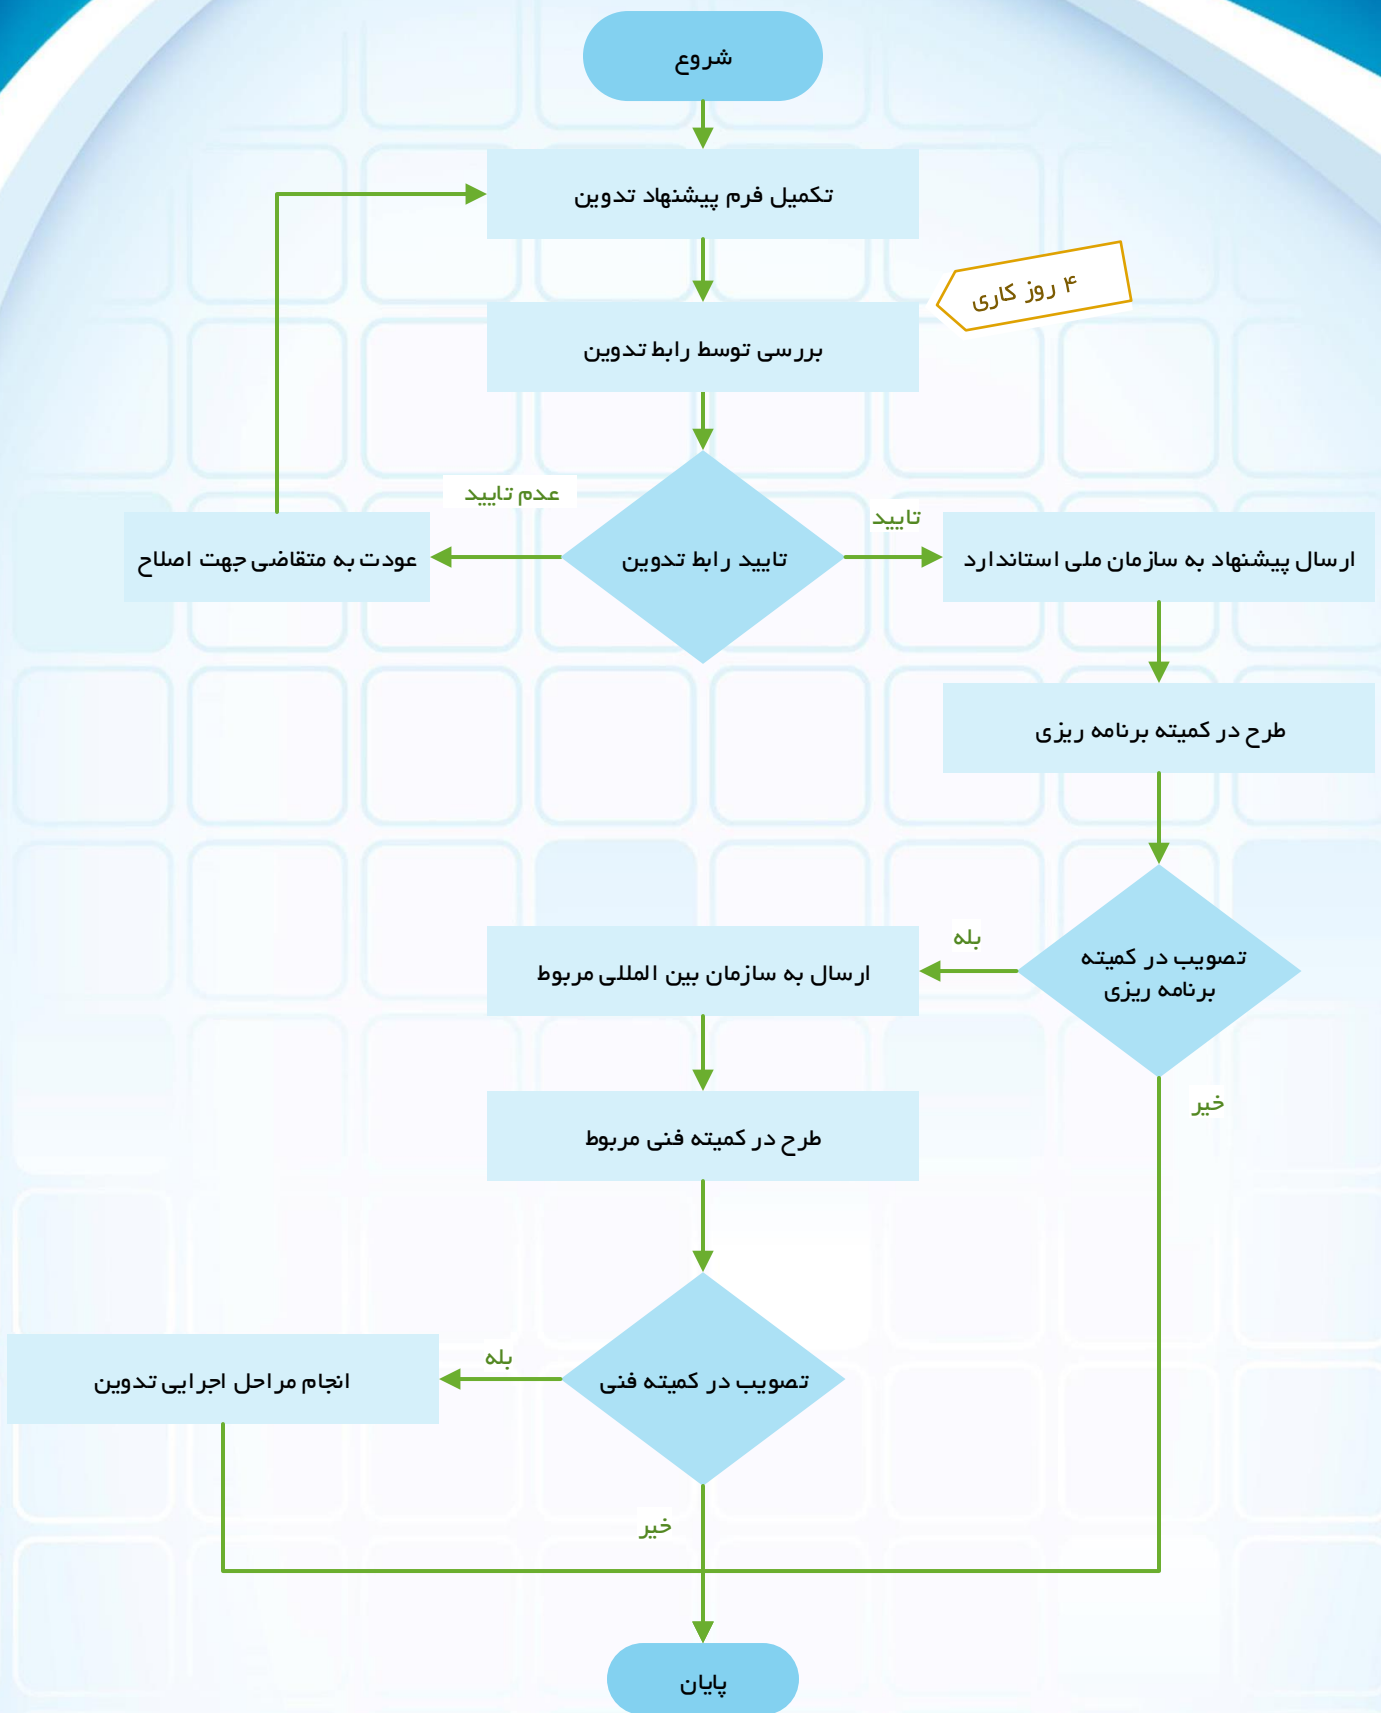 شروع
تکمیل فرم پیشنهاد تدوین
۴ روز کاری
بررسی توسط رابط تدوین
عدم تایید
تایید
ارسال پیشنهاد به سازمان ملی استاندارد
تایید رابط تدوین
عودت به متقاضی جهت اصلاح
طرح در کمیته برنامه ریزی
بله
تصویب در کمیته
برنامه ریزی
ارسال به سازمان بین المللی مربوط
خیر
طرح در کمیته فنی مربوط
بله
تصویب در کمیته فنی
انجام مراحل اجرایی تدوین
خیر
پایان